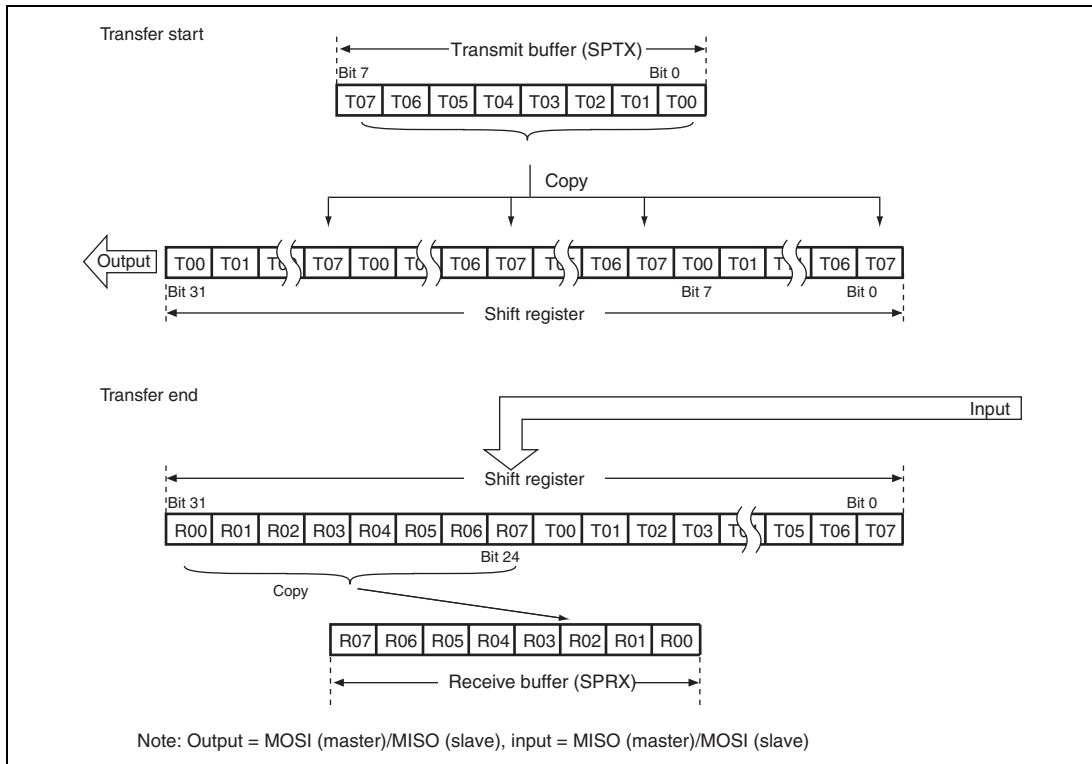 Transfer start
Transmit buffer (SPTX)
Bit 7 Bit 0
T07 T06 T05 T04 T03 T02 T01 T00
Copy
Output
T00 T01 T07 T00 T06 T07 T06 T07 T00 T01 T06 T07
Bit 31 Bit 7 Bit 0
Shift register
Transfer end
Input
Shift register
Bit 31 Bit 0
R00 R01 R02 R03 R04 R05 R06 R07 T00 T01 T02 T03 T05 T06 T07
Bit 24
Copy
R07 R06 R05 R04 R03 R02 R01 R00
Receive buffer (SPRX)
Note: Output = MOSI (master)/MISO (slave), input = MISO (master)/MOSI (slave)